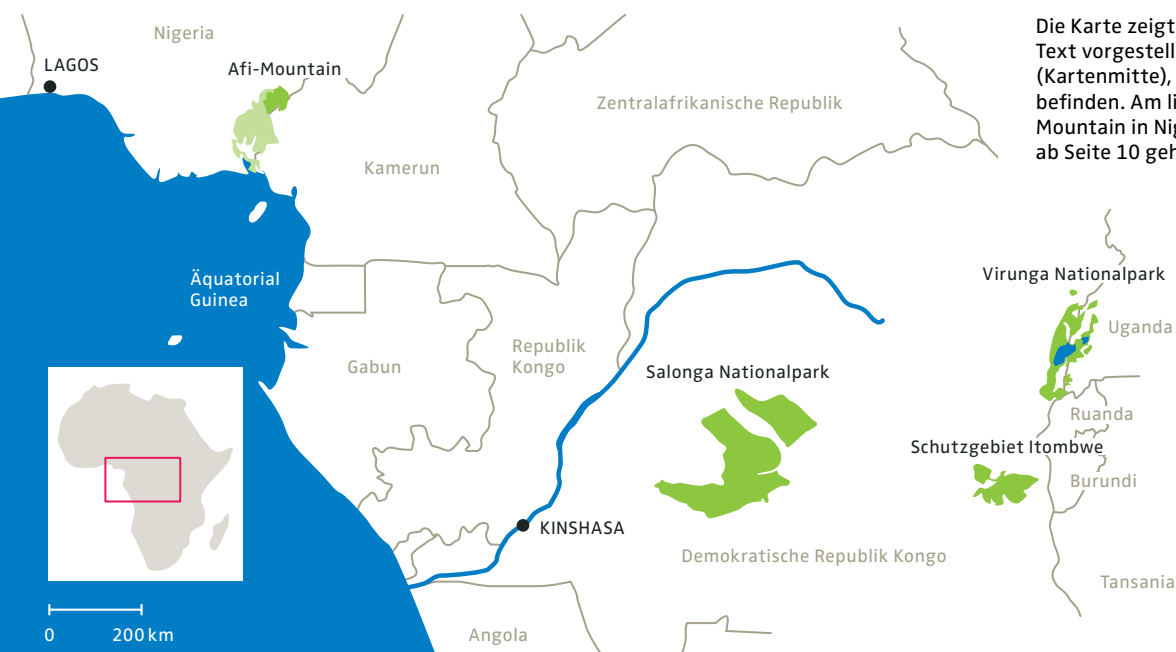 Die Karte zeigt
Text vorgestell
(Kartenmitte),
befinden. Am li
Mountain in Nig
ab Seite 10 geh
Nigeria
LAGOS
Afi-Mountain
Zentralafrikanische Republik
Kamerun
Äquatorial
Guinea
Virunga Nationalpark
Uganda
Republik
Kongo
Gabun
Salonga Nationalpark
Ruanda
Schutzgebiet Itombwe
Burundi
KINSHASA
Demokratische Republik Kongo
Tansania
0 200 km
Angola